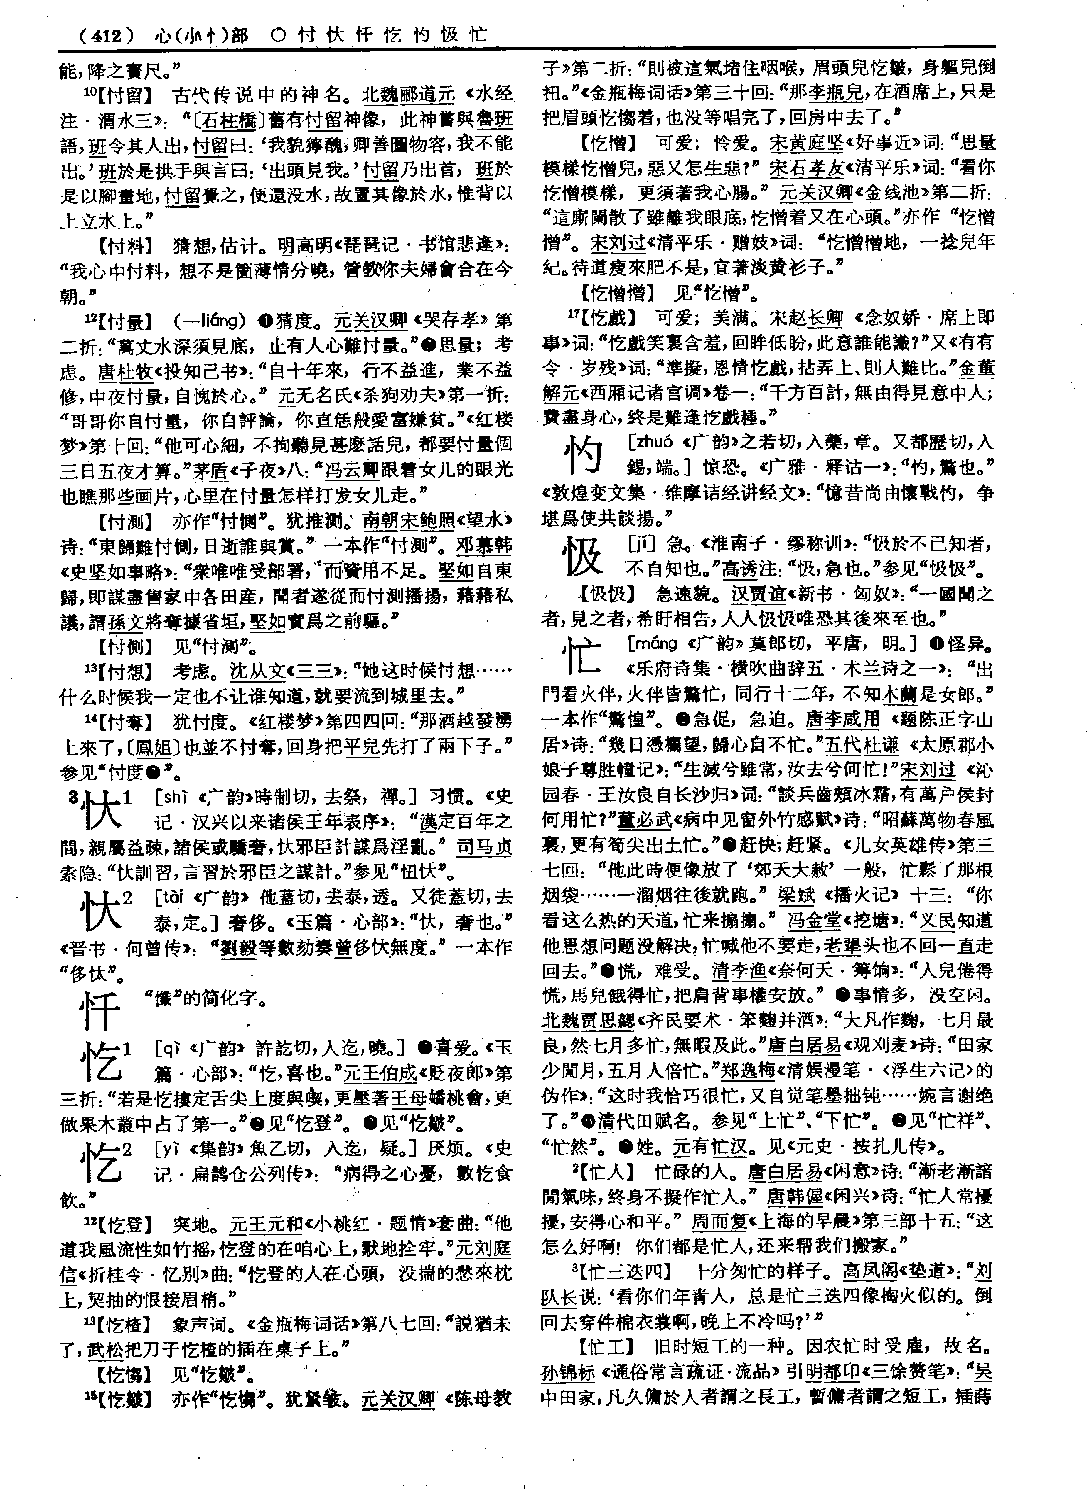 (412) 心(㣺忄)部 ○忖忕忏忔忇忣忙
能，降之寶尺。”
10【忖留】 古代传说中的神名。北魏郦道元《水经
注·渭水三》：“〔石柱橋〕舊有忖留神像，此神嘗與魯班
語，班令其人出，忖留曰：‘我貌獰醜，卿善圖物容，我不能
出。’班於是拱手與言曰：‘出頭見我。’忖留乃出首，班於
是以脚畫地，忖留覺之，便還没水，故置其像於水，惟背以
上立水上。”
【忖料】 猜想，估计。明高明《琵琶记·书馆悲逢》：
“我心中忖料，想不是箇薄情分曉，管教你夫婦會合在今
朝。”
12【忖量】 （—liáng）❶猜度。元关汉卿《哭存孝》第
二折：“萬丈水深須見底，止有人心難忖量。”❷思量；考
虑。唐杜牧《投知己书》：“自十年來，行不益進，業不益
修，中夜忖量，自愧於心。”元无名氏《杀狗劝夫》第一折：
“哥哥你自忖量，你自評論，你直恁般愛富嫌貧。”《红楼
梦》第十回：“他可心細，不拘聽見甚麽話兒，都要忖量個
三日五夜才算。”茅盾《子夜》八：“冯云卿跟着女儿的眼光
也瞧那些画片，心里在忖量怎样打发女儿走。”
【忖測】 亦作“忖惻”。犹推测。南朝宋鲍照《望水》
诗：“東歸難忖惻，日逝誰與賞。”一本作“忖測”。邓慕韩
《史坚如事略》：“衆唯唯受部署，而資用不足。堅如自東
歸，即謀盡售家中各田産，聞者遂從而忖測播揚，藉藉私
議，謂孫文將奪據省垣，堅如實爲之前驅。”
【忖惻】 见“忖測”。
13【忖想】 考虑。沈从文《三三》：“她这时候忖想……
什么时候我一定也不让谁知道，就要流到城里去。”
14【忖奪】 犹忖度。《红楼梦》第四四回：“那酒越發湧
上來了，〔鳳姐〕也並不忖奪，回身把平兒先打了兩下子。”
参见“忖度❷”。
3忕1 [shì《广韵》時制切，去祭，禪。] 习惯。《史
记·汉兴以来诸侯王年表序》：“漢定百年之
間，親屬益疎，諸侯或驕奢，忕邪臣計謀爲淫亂。”司马贞
索隐：“忕訓習，言習於邪臣之謀計。”参见“忸忕”。
忕2 [tài《广韵》他蓋切，去泰，透。又徒蓋切，去
泰，定。] 奢侈。《玉篇·心部》：“忕，奢也。”
《晋书·何曾传》：“劉毅等數劾奏曾侈忕無度。”一本作
“侈汰”。
忏 “懺”的简化字。
忔1 [qì《广韵》許訖切，入迄，曉。] ❶喜爱。《玉
篇·心部》：“忔，喜也。”元王伯成《贬夜郎》第
三折：“若是忔摟定舌尖上度與喫，更壓著王母蟠桃會，更
做果木叢中占了第一。”❷见“忔登”。❸见“忔皴”。
忔2 [yì《集韵》魚乙切，入迄，疑。] 厌烦。《史
记·扁鹊仓公列传》：“病得之心憂，數忔食
飲。”
12【忔登】 突地。元王元和《小桃红·题情》套曲：“他
道我風流性如竹摇，忔登的在咱心上，默地拴牢。”元刘庭
信《折桂令·忆别》曲：“忔登的人在心頭，没揣的愁來枕
上，契抽的恨接眉梢。”
13【忔楂】 象声词。《金瓶梅词话》第八七回：“説猶未
了，武松把刀子忔楂的插在桌子上。”
【忔㥮】 见“忔皴”。
15【忔皴】 亦作“忔㥮”。犹紧皱。元关汉卿《陈母教
子》第二折：“則被這氣堵住咽喉，眉頭兒忔皴，身軀兒倒
扭。”《金瓶梅词话》第三十回：“那李瓶兒，在酒席上，只是
把眉頭忔㥮着，也没等唱完了，回房中去了。”
【忔憎】 可爱；怜爱。宋黄庭坚《好事近》词：“思量
模樣忔憎兒，惡又怎生惡？”宋石孝友《清平乐》词：“看你
忔憎模樣，更須著我心腸。”元关汉卿《金线池》第二折：
“這廝閑散了雖離我眼底，忔憎着又在心頭。”亦作“忔憎
憎”。宋刘过《清平乐·赠妓》词：“忔憎憎地，一捻兒年
紀。待道瘦來肥不是，宜著淡黄衫子。”
【忔憎憎】 见“忔憎”。
17【忔戲】 可爱；美满。宋赵长卿《念奴娇·席上即
事》词：“忔戲笑裏含羞，回眸低盼，此意誰能識？”又《有有
令·岁残》词：“準擬，恩情忔戲，拈弄上、則人難比。”金董
解元《西厢记诸宫调》卷一：“千方百計，無由得見意中人；
費盡身心，終是難逢忔戲種。”
忇 [zhuó《广韵》之若切，入藥，章。又都歷切，入
錫，端。] 惊恐。《广雅·释诂一》：“忇，驚也。”
《敦煌变文集·维摩诘经讲经文》：“憶昔尚由懷戰忇，争
堪爲使共談揚。”
忣 [jí] 急。《淮南子·缪称训》：“忣於不已知者，
不自知也。”高诱注：“忣，急也。”参见“忣忣”。
【忣忣】 急速貌。汉贾谊《新书·匈奴》：“一國聞之
者，見之者，希盱相告，人人忣忣唯恐其後來至也。”
忙 [máng《广韵》莫郎切，平唐，明。] ❶怪异。
《乐府诗集·横吹曲辞五·木兰诗之一》：“出
門看火伴，火伴皆驚忙，同行十二年，不知木蘭是女郎。”
一本作“驚惶”。❷急促，急迫。唐李咸用《题陈正字山
居》诗：“幾日憑欄望，歸心自不忙。”五代杜谦《太原郡小
娘子尊胜幢记》：“生滅兮雖常，汝去兮何忙！”宋刘过《沁
园春·王汝良自长沙归》词：“談兵齒頰冰霜，有萬户侯封
何用忙？”董必武《病中见窗外竹感赋》诗：“昭蘇萬物春風
裏，更有筍尖出土忙。”❸赶快；赶紧。《儿女英雄传》第三
七回：“他此時便像放了‘郊天大赦’一般，忙鬆了那根
烟袋……一溜烟往後就跑。”梁斌《播火记》十三：“你
看这么热的天道，忙来搧搧。”冯金堂《挖塘》：“义民知道
他思想问题没解决，忙喊他不要走，老犟头也不回一直走
回去。”❹慌，难受。清李渔《奈何天·筹饷》：“人兒倦得
慌，馬兒餓得忙，把肩背事權安放。”❺事情多，没空闲。
北魏贾思勰《齐民要术·笨麴并酒》：“大凡作麴，七月最
良，然七月多忙，無暇及此。”唐白居易《观刈麦》诗：“田家
少閒月，五月人倍忙。”郑逸梅《清娱漫笔·〈浮生六记〉的
伪作》：“这时我恰巧很忙，又自觉笔墨拙钝……婉言谢绝
了。”❻清代田赋名。参见“上忙”、“下忙”。❼见“忙祥”、
“忙然”。❽姓。元有忙汉。见《元史·按扎儿传》。
2【忙人】 忙碌的人。唐白居易《闲意》诗：“漸老漸諳
閒氣味，終身不擬作忙人。”唐韩偓《闲兴》诗：“忙人常擾
擾，安得心和平。”周而复《上海的早晨》第三部十五：“这
怎么好啊！你们都是忙人，还来帮我们搬家。”
3【忙三迭四】 十分匆忙的样子。高凤阁《垫道》：“刘
队长说：‘看你们年青人，总是忙三迭四像掏火似的。倒
回去穿件棉衣裳啊，晚上不冷吗？’”
【忙工】 旧时短工的一种。因农忙时受雇，故名。
孙锦标《通俗常言疏证·流品》引明都卬《三馀赘笔》：“吴
中田家，凡久傭於人者謂之長工，暫傭者謂之短工，插蒔